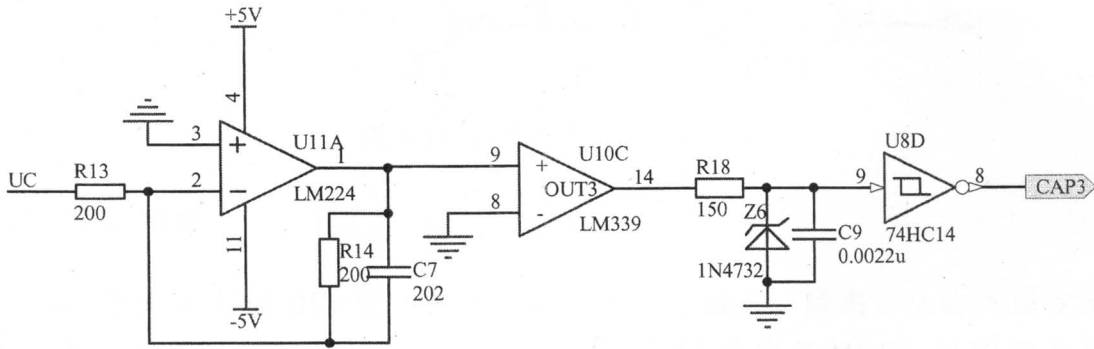 +5V
4
3
+
U11A
1
UC
R13
200
2
−
LM224
11
-5V
R14
200
C7
202
9
+
U10C
OUT3
14
8
-
LM339
R18
150
Z6
1N4732
C9
0.0022u
U8D
9
8
74HC14
CAP3